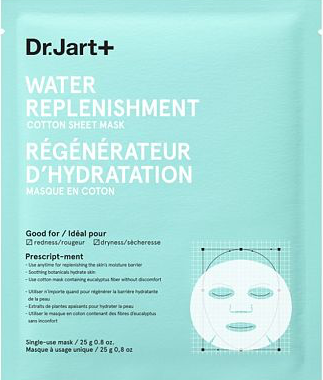 Dr.Jart+
WATER
REPLENISHMENT
COTTON SHEET MASK
RÉGÉNÉRATEUR
D'HYDRATATION
MASQUE EN COTON
Good for / Idéal pour
redness/rougeur dryness/sécheresse
Prescript-ment
- Use anytime for replenishing the skin's moisture barrier
- Soothing botanicals hydrate skin
- Use cotton mask containing eucalyptus fiber without discomfort
- Utiliser n'importe quand pour régénérer la barrière hydratante
de la peau
- Extraits de plantes apaisants pour hydrater la peau
- Utiliser le masque en coton contenant des fibres d'eucalyptus
sans inconfort
Single-use mask / 25 g 0.8 oz.
Masque à usage unique / 25 g 0,8 oz